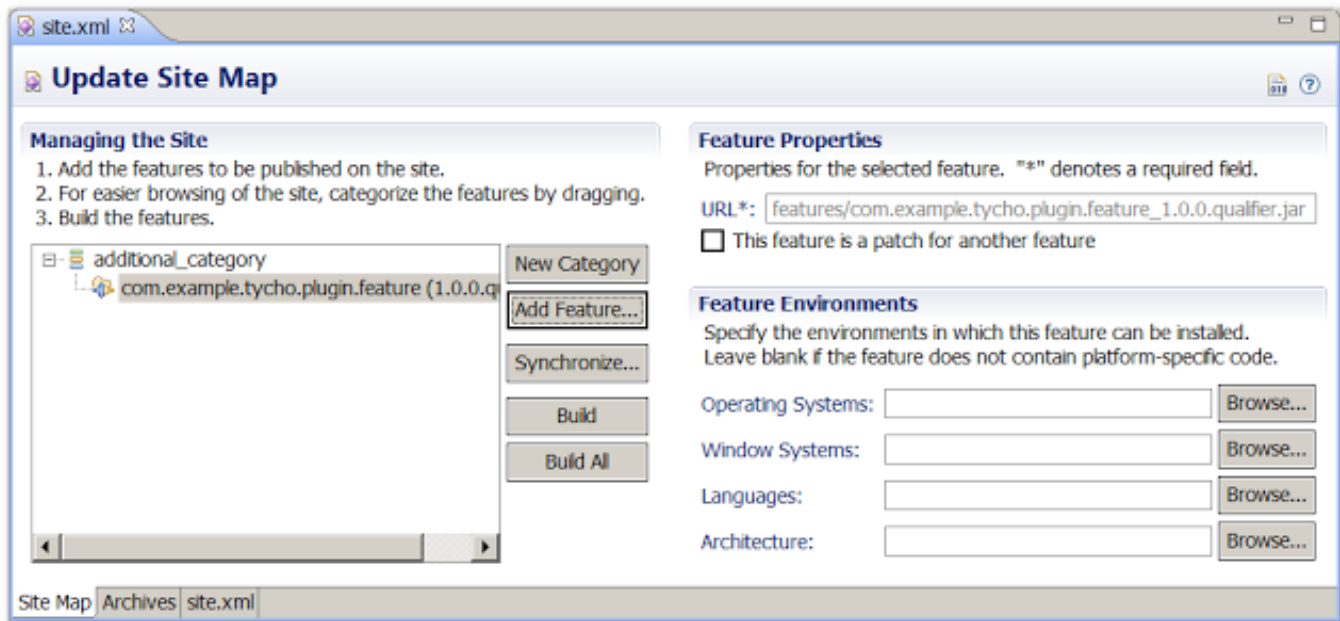 site.xml
Update Site Map
Managing the Site
1. Add the features to be published on the site.
2. For easier browsing of the site, categorize the features by dragging.
3. Build the features.
additional_category
com.example.tycho.plugin.feature (1.0.0.q
New Category
Add Feature...
Synchronize...
Build
Build All
Feature Properties
Properties for the selected feature. "*" denotes a required field.
URL*: features/com.example.tycho.plugin.feature_1.0.0.qualifier.jar
This feature is a patch for another feature
Feature Environments
Specify the environments in which this feature can be installed.
Leave blank if the feature does not contain platform-specific code.
Operating Systems: Browse...
Window Systems: Browse...
Languages: Browse...
Architecture: Browse...
Site Map Archives site.xml